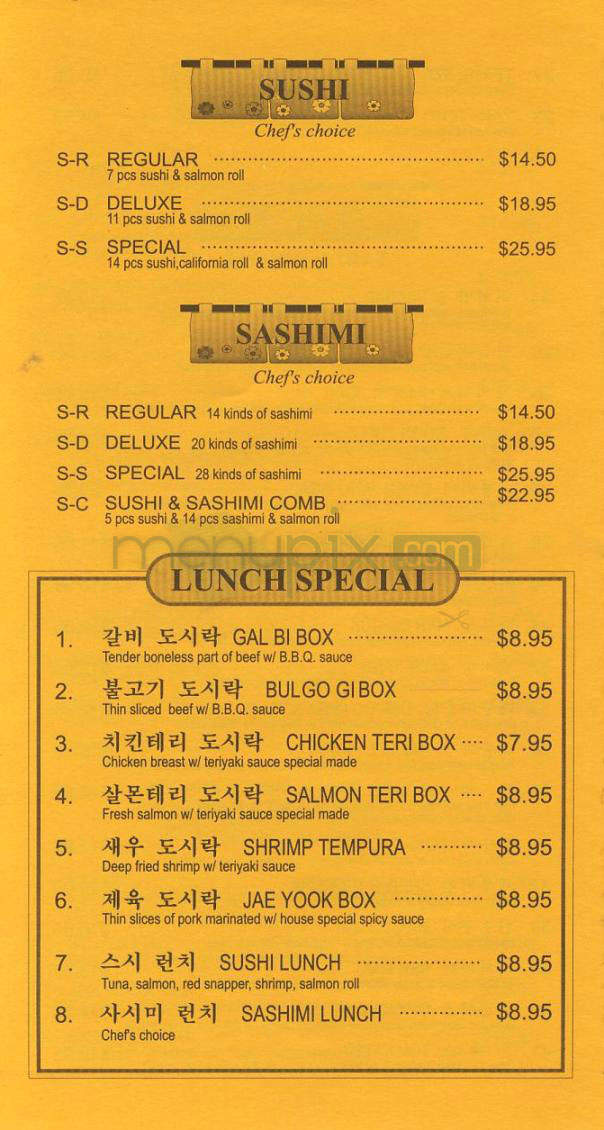 SUSHI
Chef's choice
S-R REGULAR $14.50
7 pcs sushi & salmon roll
S-D DELUXE $18.95
11 pcs sushi & salmon roll
S-S SPECIAL $25.95
14 pcs sushi,california roll & salmon roll
SASHIMI
Chef's choice
S-R REGULAR 14 kinds of sashimi $14.50
S-D DELUXE 20 kinds of sashimi $18.95
S-S SPECIAL 28 kinds of sashimi $25.95
S-C SUSHI & SASHIMI COMB $22.95
5 pcs sushi & 14 pcs sashimi & salmon roll
menupix.com
LUNCH SPECIAL
1. 갈비 도시락 GAL BI BOX $8.95
Tender boneless part of beef w/ B.B.Q. sauce
2. 불고기 도시락 BULGO GI BOX $8.95
Thin sliced beef w/ B.B.Q. sauce
3. 치킨테리 도시락 CHICKEN TERI BOX $7.95
Chicken breast w/ teriyaki sauce special made
4. 살몬테리 도시락 SALMON TERI BOX $8.95
Fresh salmon w/ teriyaki sauce special made
5. 새우 도시락 SHRIMP TEMPURA $8.95
Deep fried shrimp w/ teriyaki sauce
6. 제육 도시락 JAE YOOK BOX $8.95
Thin slices of pork marinated w/ house special spicy sauce
7. 스시 런치 SUSHI LUNCH $8.95
Tuna, salmon, red snapper, shrimp, salmon roll
8. 사시미 런치 SASHIMI LUNCH $8.95
Chef's choice